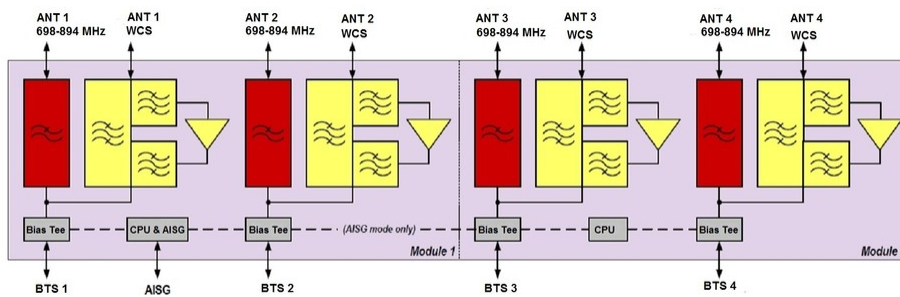 ANT 1
698-894 MHz
ANT 1
WCS
ANT 2
698-894 MHz
ANT 2
WCS
ANT 3
698-894 MHz
ANT 3
WCS
ANT 4
698-894 MHz
ANT 4
WCS
Bias Tee
CPU & AISG
Bias Tee
(AISG mode only)
Bias Tee
CPU
Bias Tee
Module 1
Module
BTS 1
AISG
BTS 2
BTS 3
BTS 4